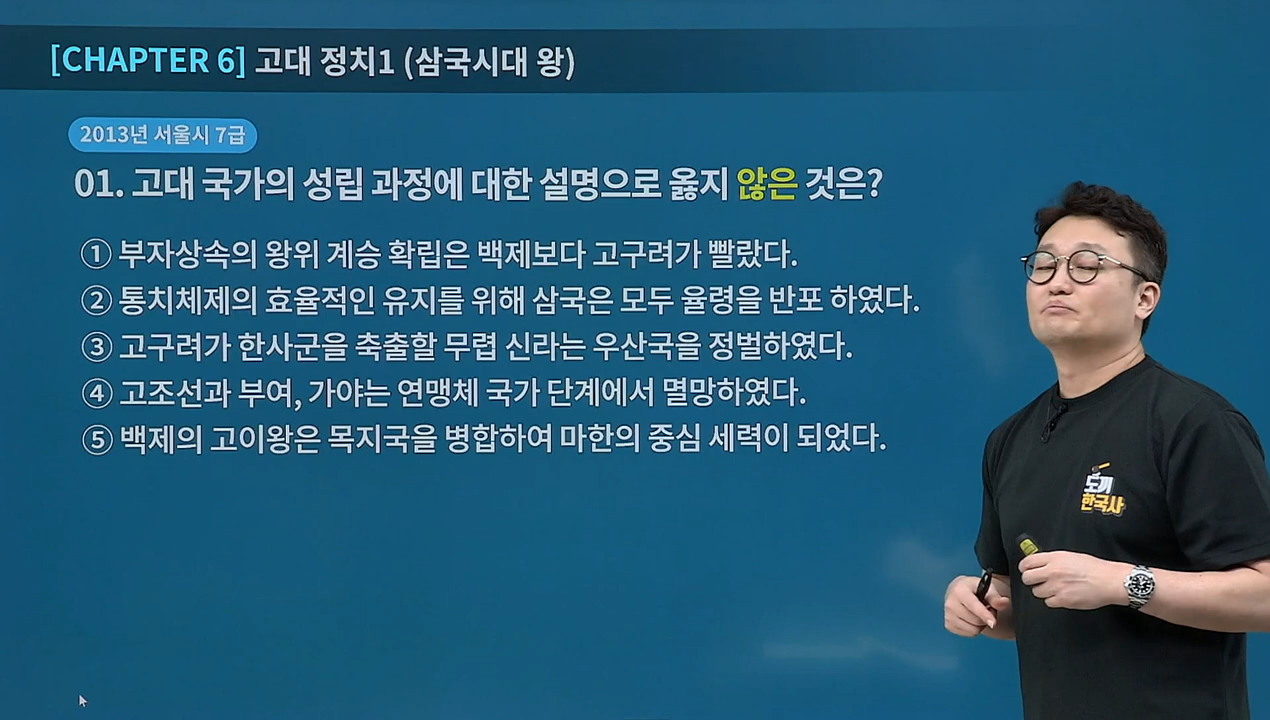 [CHAPTER 6] 고대 정치1 (삼국시대 왕)
2013년 서울시 7급
01. 고대 국가의 성립 과정에 대한 설명으로 옳지 않은 것은?
① 부자상속의 왕위 계승 확립은 백제보다 고구려가 빨랐다.
② 통치체제의 효율적인 유지를 위해 삼국은 모두 율령을 반포 하였다.
③ 고구려가 한사군을 축출할 무렵 신라는 우산국을 정벌하였다.
④ 고조선과 부여, 가야는 연맹체 국가 단계에서 멸망하였다.
⑤ 백제의 고이왕은 목지국을 병합하여 마한의 중심 세력이 되었다.
도끼
한국사